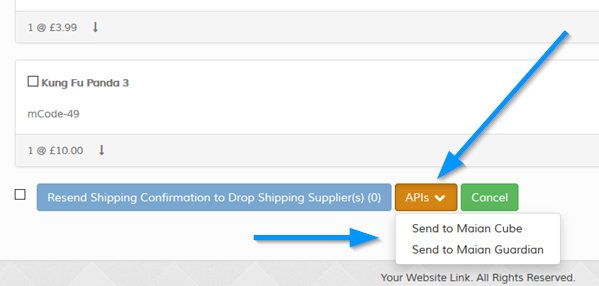 1 @ £3.99
Kung Fu Panda 3
mCode-49
1 @ £10.00
Resend Shipping Confirmation to Drop Shipping Supplier(s) (0)
APIs
Cancel
Send to Maian Cube
Send to Maian Guardian
Your Website Link. All Rights Reserved.